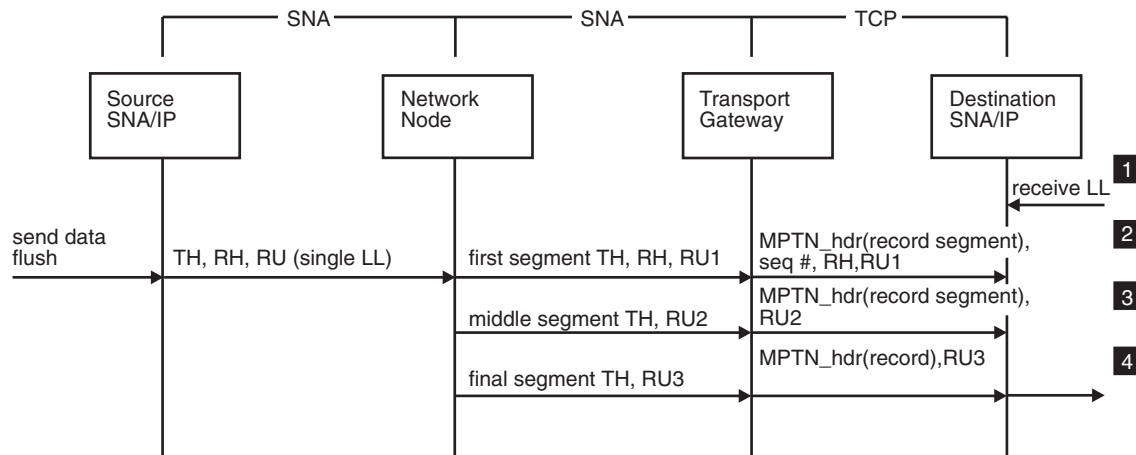 SNA
SNA
TCP
Source
SNA/IP
Network
Node
Transport
Gateway
Destination
SNA/IP
1
receive LL
send data
flush
TH, RH, RU (single LL)
first segment TH, RH, RU1
MPTN_hdr(record segment),
seq #, RH,RU1
2
middle segment TH, RU2
MPTN_hdr(record segment),
RU2
3
final segment TH, RU3
MPTN_hdr(record),RU3
4